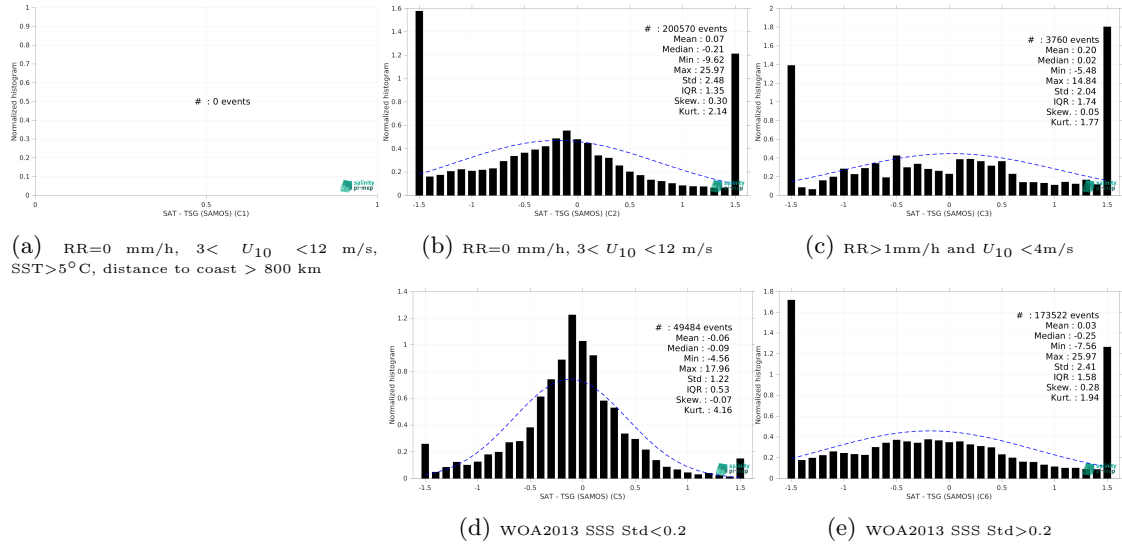 1
0.9
0.8
0.7
0.6
0.5
0.4
0.3
0.2
0.1
0
Normalized histogram
# : 0 events
salinity
pi-mep
0 0.5 1
SAT - TSG (SAMOS) (C1)
(a) RR=0 mm/h, 3< U10 <12 m/s,
SST>5°C, distance to coast > 800 km
1.6
1.4
1.2
1
0.8
0.6
0.4
0.2
0
Normalized histogram
# : 200570 events
Mean : 0.07
Median : -0.21
Min : -9.62
Max : 25.97
Std : 2.48
IQR : 1.35
Skew. : 0.30
Kurt. : 2.14
salinity
pi-mep
-1.5 -1 -0.5 0 0.5 1 1.5
SAT - TSG (SAMOS) (C2)
(b) RR=0 mm/h, 3< U10 <12 m/s
2
1.8
1.6
1.4
1.2
1
0.8
0.6
0.4
0.2
0
Normalized histogram
# : 3760 events
Mean : 0.20
Median : 0.02
Min : -5.48
Max : 14.84
Std : 2.04
IQR : 1.74
Skew. : 0.05
Kurt. : 1.77
salinity
pi-mep
-1.5 -1 -0.5 0 0.5 1 1.5
SAT - TSG (SAMOS) (C3)
(c) RR>1mm/h and U10 <4m/s
1.4
1.2
1
0.8
0.6
0.4
0.2
0
Normalized histogram
# : 49484 events
Mean : -0.06
Median : -0.09
Min : -4.56
Max : 17.96
Std : 1.22
IQR : 0.53
Skew. : -0.07
Kurt. : 4.16
salinity
pi-mep
-1.5 -1 -0.5 0 0.5 1 1.5
SAT - TSG (SAMOS) (C5)
(d) WOA2013 SSS Std<0.2
1.8
1.6
1.4
1.2
1
0.8
0.6
0.4
0.2
0
Normalized histogram
# : 173522 events
Mean : 0.03
Median : -0.25
Min : -7.56
Max : 25.97
Std : 2.41
IQR : 1.58
Skew. : 0.28
Kurt. : 1.94
salinity
pi-mep
-1.5 -1 -0.5 0 0.5 1 1.5
SAT - TSG (SAMOS) (C6)
(e) WOA2013 SSS Std>0.2